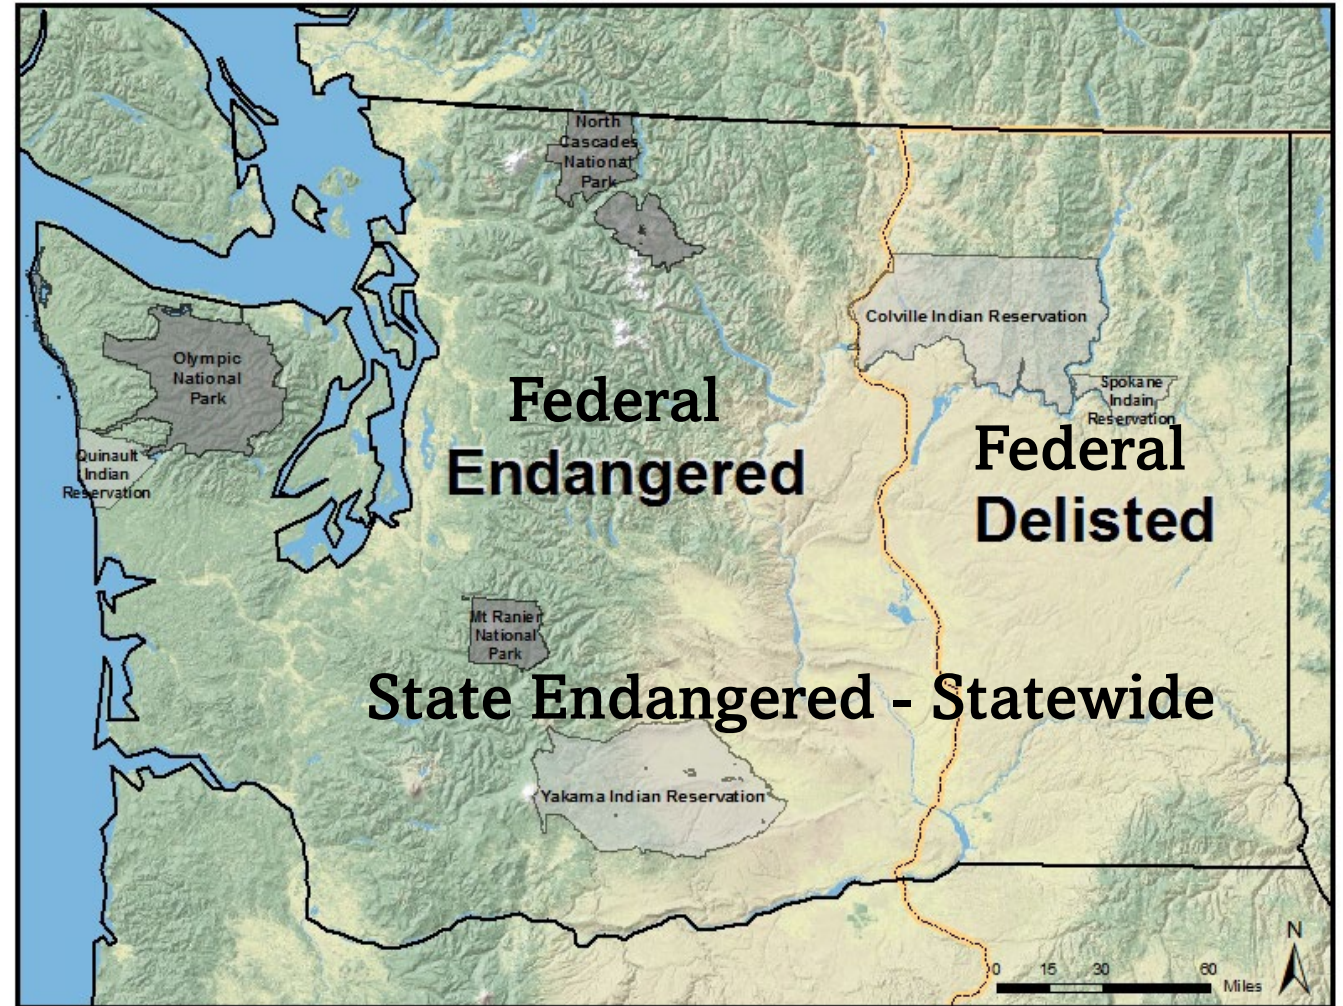 North
Cascades
National
Park
&
Olympic
National
Park
Colville Indian Reservation
Spokane
Indain
Reservation
Quinault
Indian
Reservation
Federal
Endangered
Federal
Delisted
Mt Ranier
National
Park
State Endangered - Statewide
Yakama Indian Reservation
N
0 15 30 60
Miles